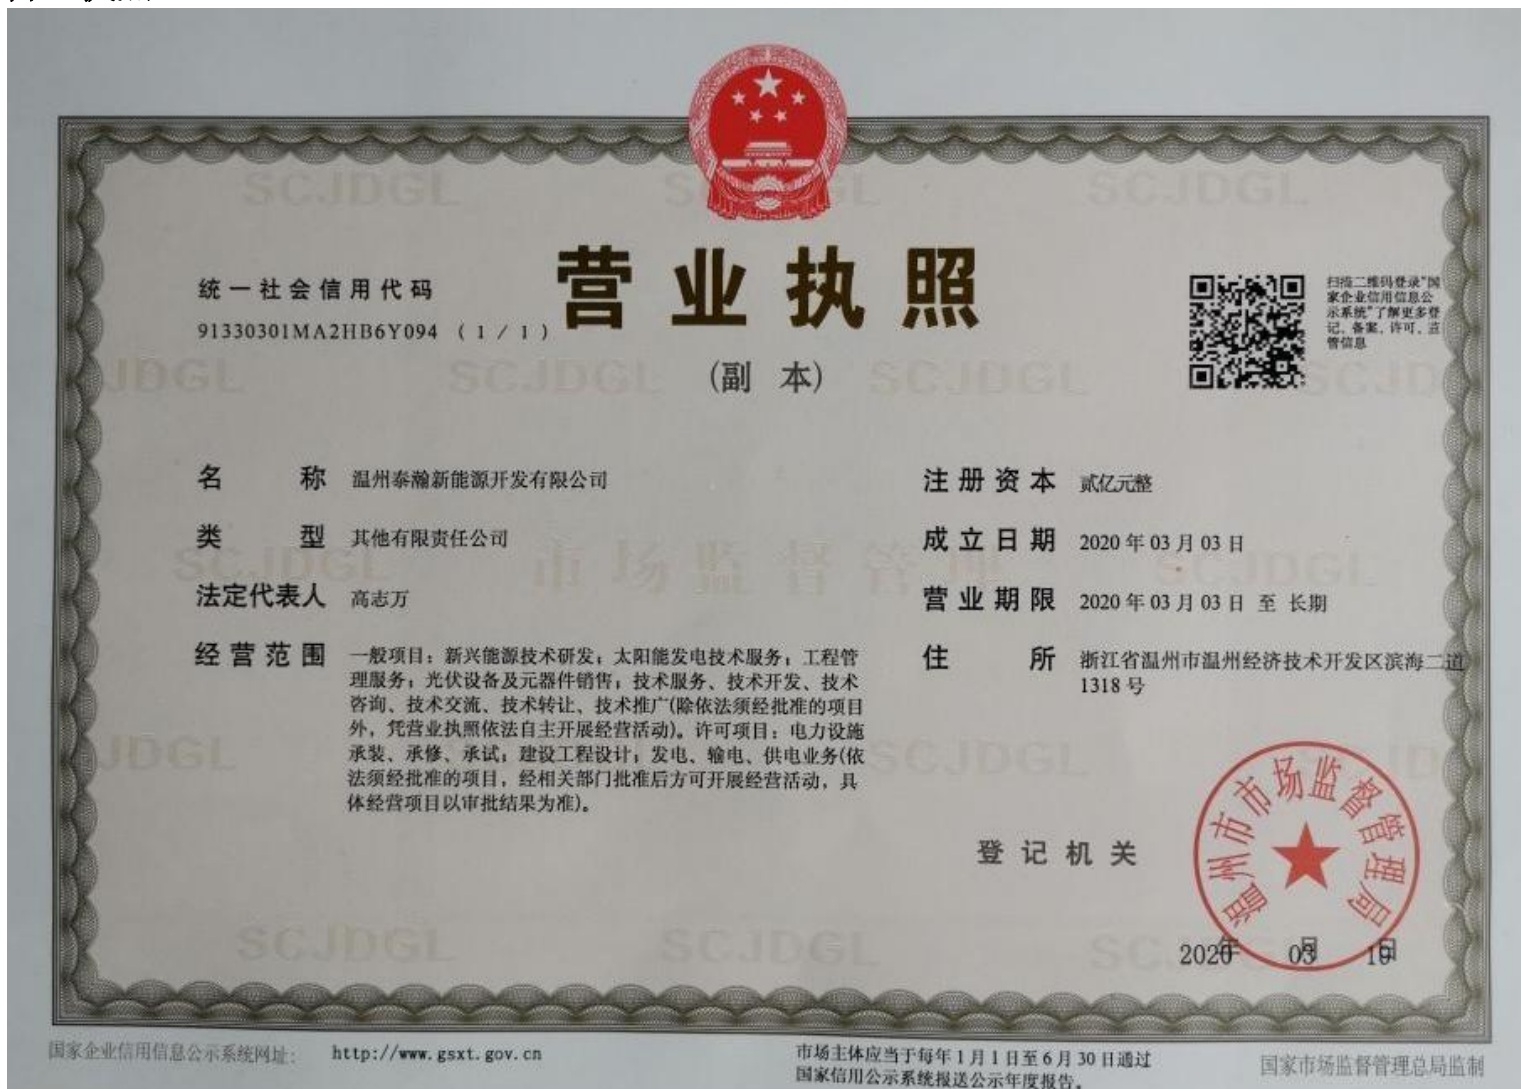 营业执照
(副 本)
统一社会信用代码
91330301MA2HB6Y094 (1/1)
扫描二维码登录"国
家企业信用信息公
示系统"了解更多登
记、备案、许可、监
管信息
名 称 温州泰瀚新能源开发有限公司
类 型 其他有限责任公司
法定代表人 高志万
经营范围 一般项目：新兴能源技术研发；太阳能发电技术服务；工程管
理服务；光伏设备及元器件销售；技术服务、技术开发、技术
咨询、技术交流、技术转让、技术推广(除依法须经批准的项目
外，凭营业执照依法自主开展经营活动)。许可项目：电力设施
承装、承修、承试；建设工程设计；发电、输电、供电业务(依
法须经批准的项目，经相关部门批准后方可开展经营活动，具
体经营项目以审批结果为准)。
注册资本 贰亿元整
成立日期 2020 年 03 月 03 日
营业期限 2020 年 03 月 03 日 至 长期
住 所 浙江省温州市温州经济技术开发区滨海二道
1318 号
登记机关
温州市市场监督管理局
2020年 03月 19日
SCJDGL
市场监督管理
国家企业信用信息公示系统网址： http://www.gsxt.gov.cn
市场主体应当于每年 1 月 1 日至 6 月 30 日通过
国家信用公示系统报送公示年度报告。
国家市场监督管理总局监制